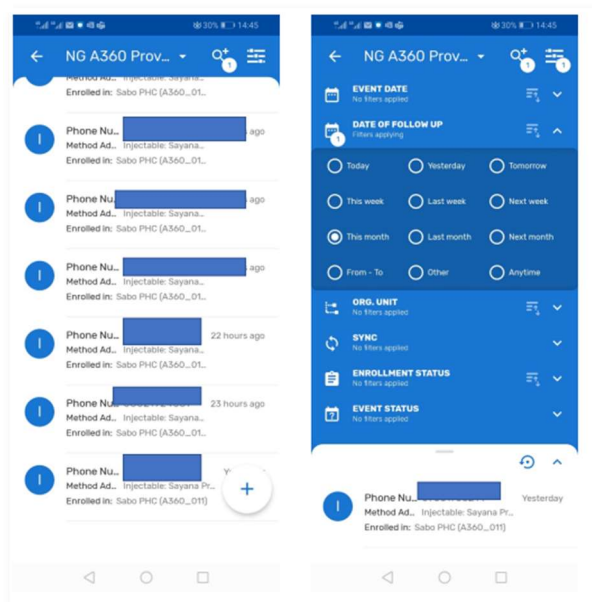 30% 14:45
NG A360 Prov...
1
Method Ad... Injectable: Sayana...
Enrolled in: Sabo PHC (A360_01...
I
Phone Nu... ago
Method Ad... Injectable: Sayana...
Enrolled in: Sabo PHC (A360_01...
I
Phone Nu... ago
Method Ad... Injectable: Sayana...
Enrolled in: Sabo PHC (A360_01...
I
Phone Nu... ago
Method Ad... Injectable: Sayana...
Enrolled in: Sabo PHC (A360_01...
I
Phone Nu... 22 hours ago
Method Ad... Injectable: Sayana...
Enrolled in: Sabo PHC (A360_01...
I
Phone Nu... 23 hours ago
Method Ad... Injectable: Sayana...
Enrolled in: Sabo PHC (A360_01...
I
Phone Nu...
Method Ad... Injectable: Sayana Pr...
Enrolled in: Sabo PHC (A360_011)
30% 14:45
NG A360 Prov...
1 1
EVENT DATE
No filters applied
DATE OF FOLLOW UP
Filters applying
1
Today Yesterday Tomorrow
This week Last week Next week
This month Last month Next month
From - To Other Anytime
ORG. UNIT
No filters applied
SYNC
No filters applied
ENROLLMENT STATUS
No filters applied
EVENT STATUS
No filters applied
I
Phone Nu... Yesterday
Method Ad... Injectable: Sayana Pr...
Enrolled in: Sabo PHC (A360_011)